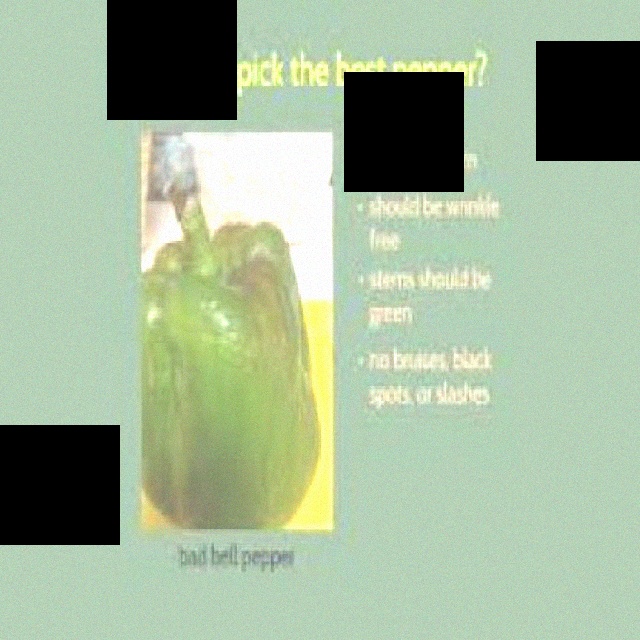 pick the best pepper?
• should be wrinkle
free
• stems should be
green
• no bruises, black
spots, or slashes
bad bell pepper